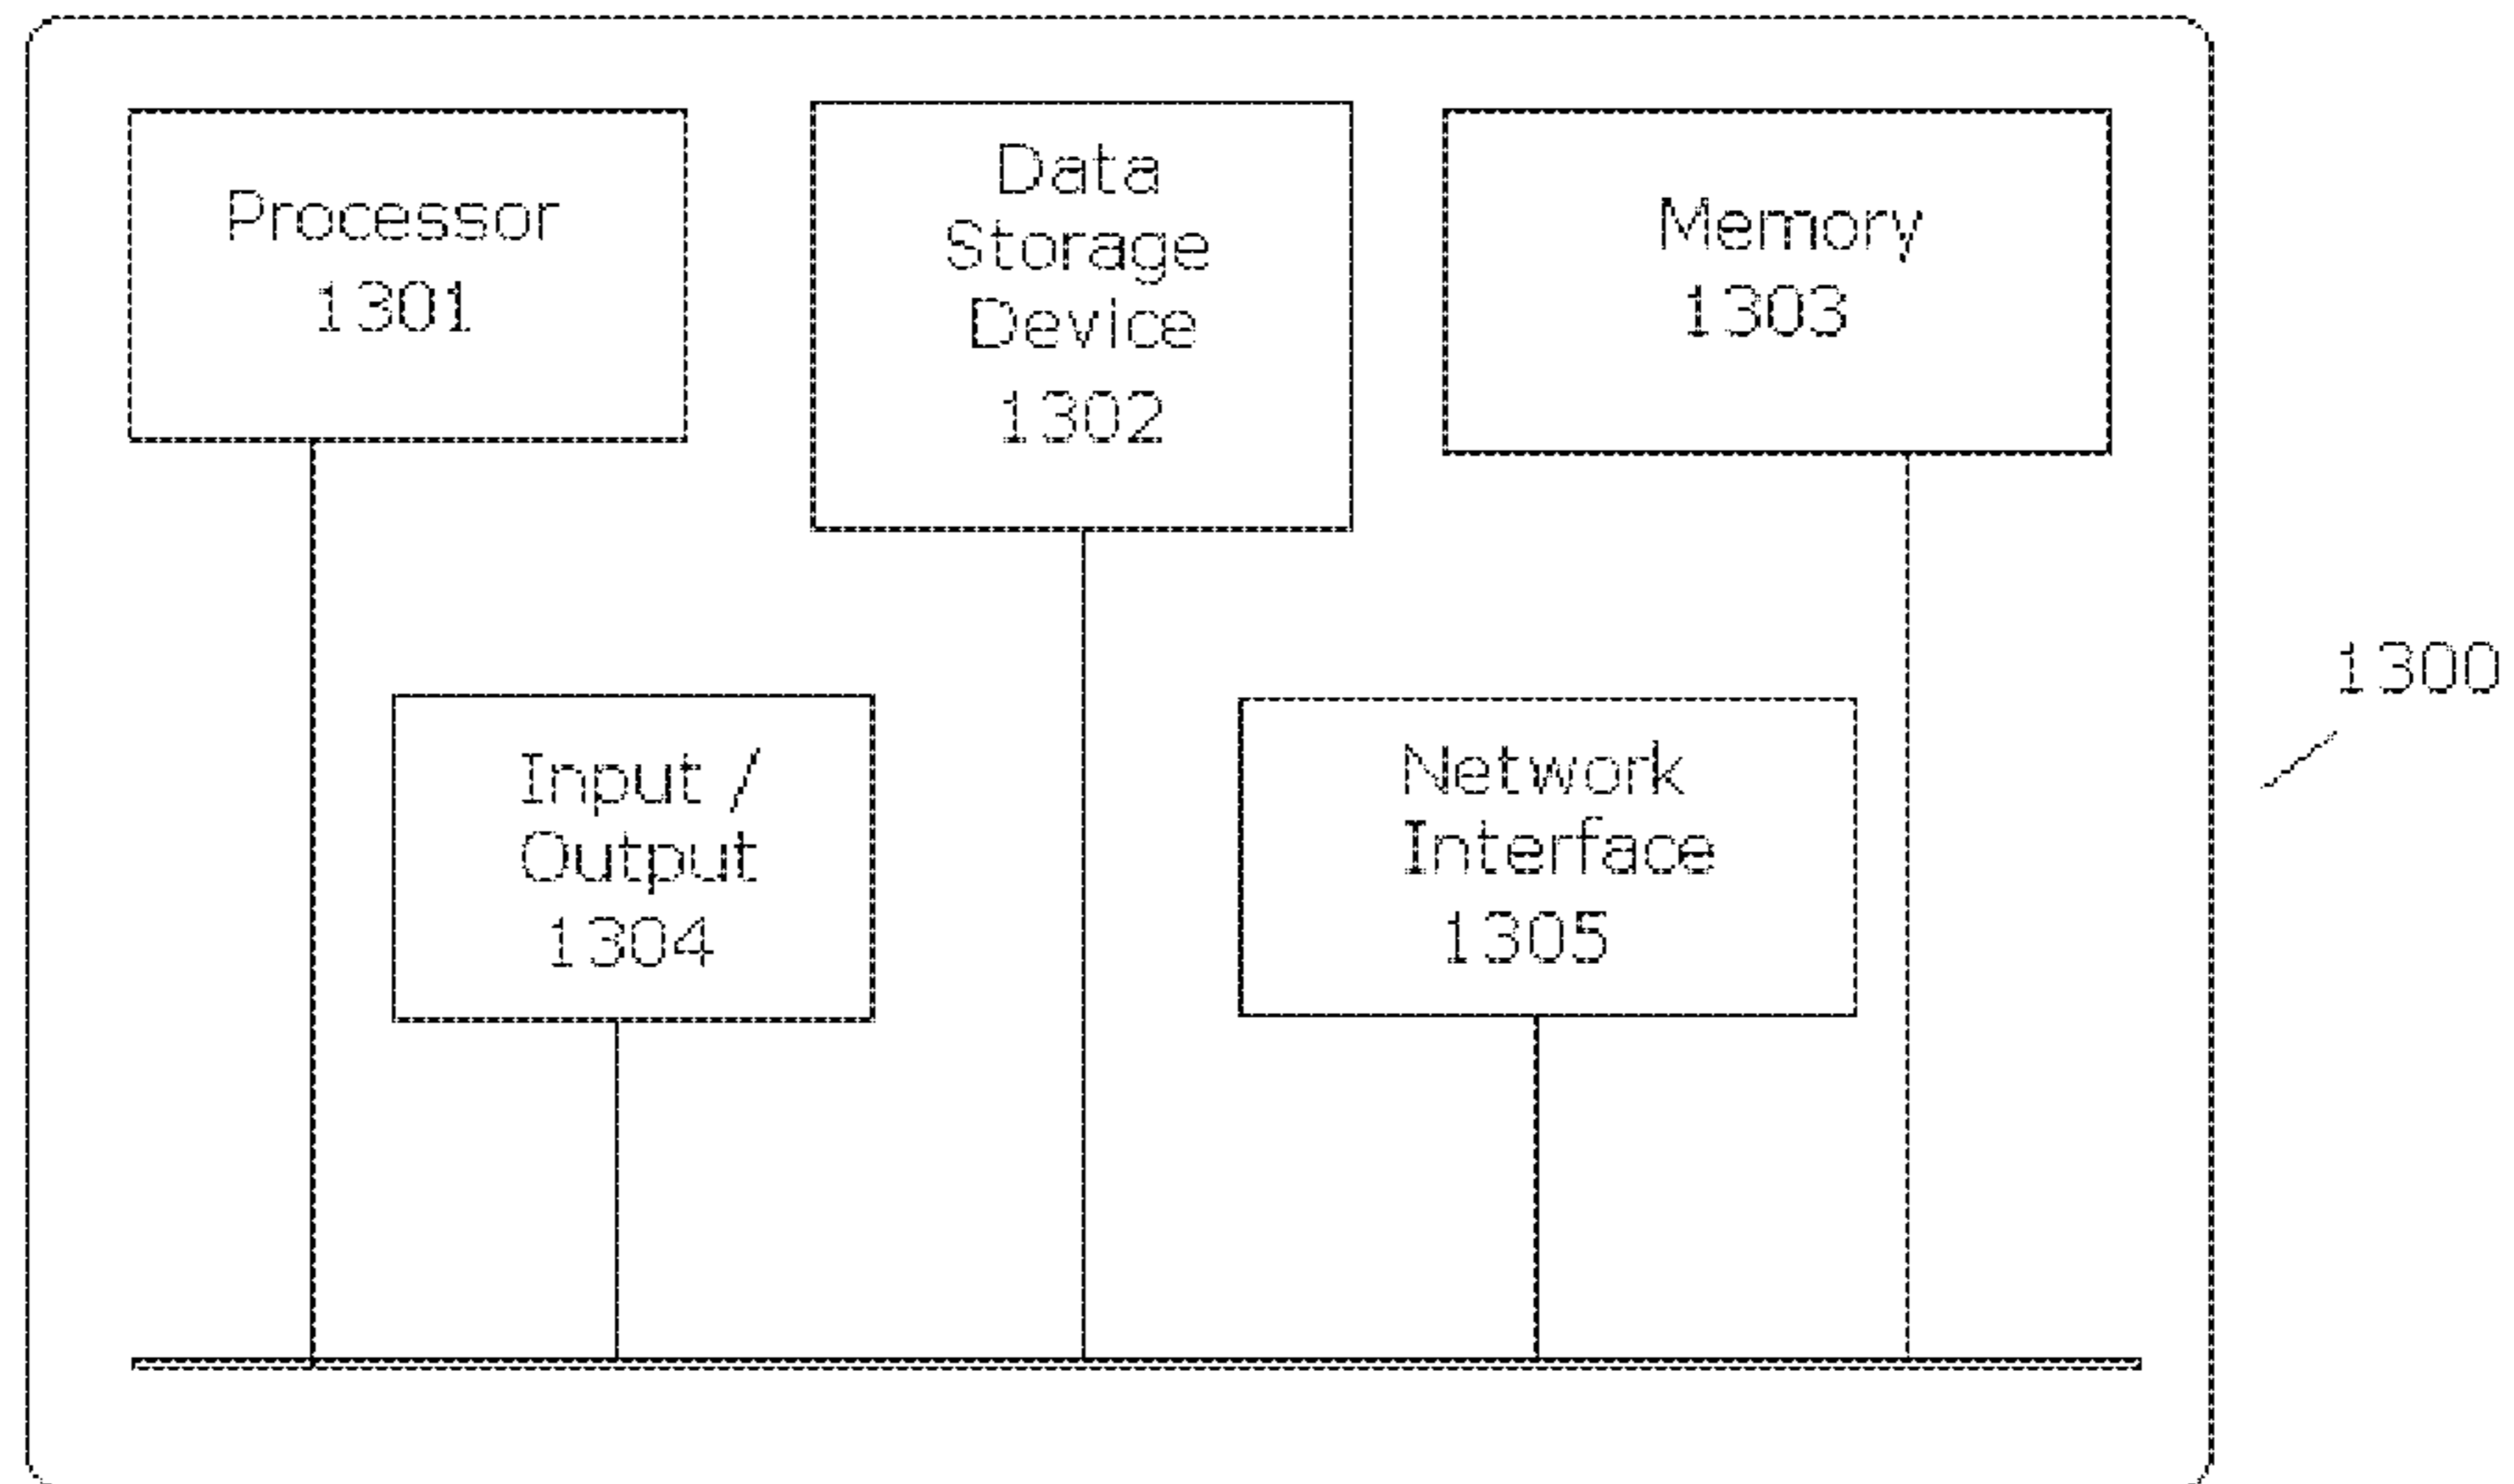 Processor
1301
Data
Storage
Device
1302
Memory
1303
1300
Input /
Output
1304
Network
Interface
1305